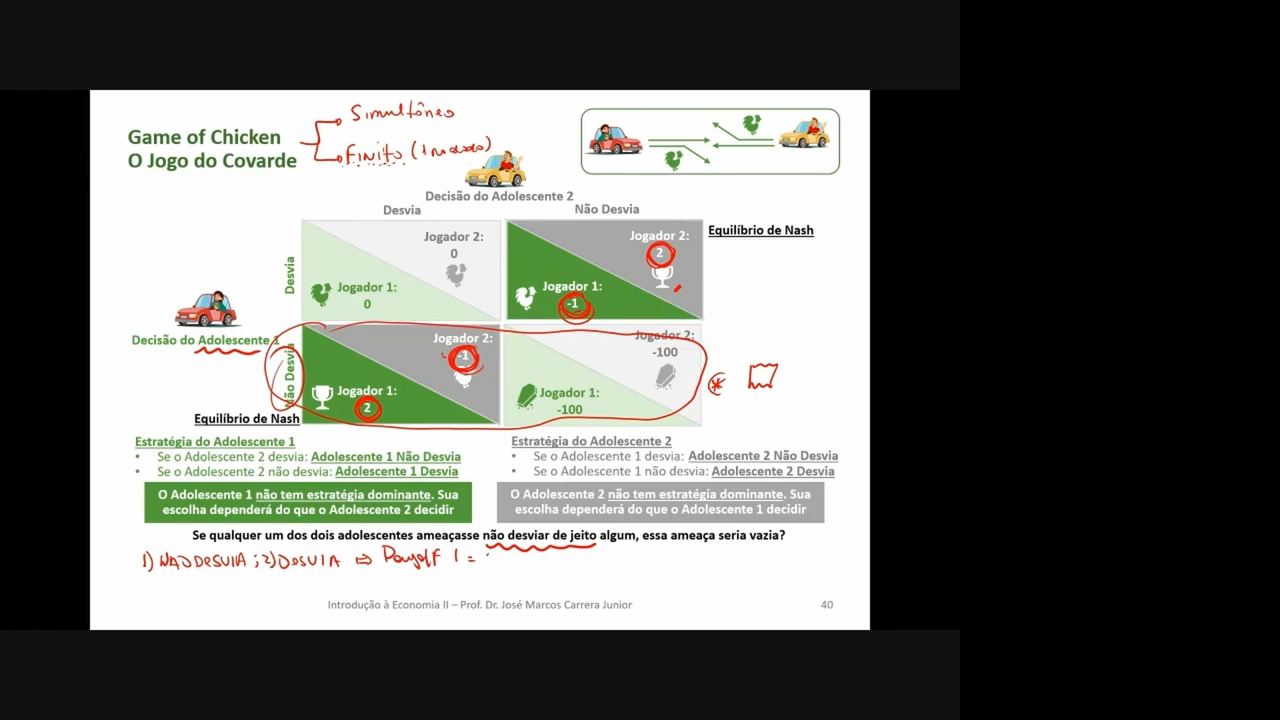 Game of Chicken
O Jogo do Covarde
Simultâneo
Finito (1 rodada)
Decisão do Adolescente 2
Desvia
Não Desvia
Jogador 2:
0
Jogador 1:
0
Jogador 2:
2
Jogador 1:
-1
Equilíbrio de Nash
Desvia
Decisão do Adolescente 1
Não Desvia
Jogador 2:
-1
Jogador 1:
2
Jogador 2:
-100
Jogador 1:
-100
Equilíbrio de Nash
Estratégia do Adolescente 1
• Se o Adolescente 2 desvia: Adolescente 1 Não Desvia
• Se o Adolescente 2 não desvia: Adolescente 1 Desvia
Estratégia do Adolescente 2
• Se o Adolescente 1 desvia: Adolescente 2 Não Desvia
• Se o Adolescente 1 não desvia: Adolescente 2 Desvia
O Adolescente 1 não tem estratégia dominante. Sua
escolha dependerá do que o Adolescente 2 decidir
O Adolescente 2 não tem estratégia dominante. Sua
escolha dependerá do que o Adolescente 1 decidir
Se qualquer um dos dois adolescentes ameaçasse não desviar de jeito algum, essa ameaça seria vazia?
1) NÃO DESVIA ; 2) DESVIA ⇒ Payoff 1 =
Introdução à Economia II – Prof. Dr. José Marcos Carrera Junior
40